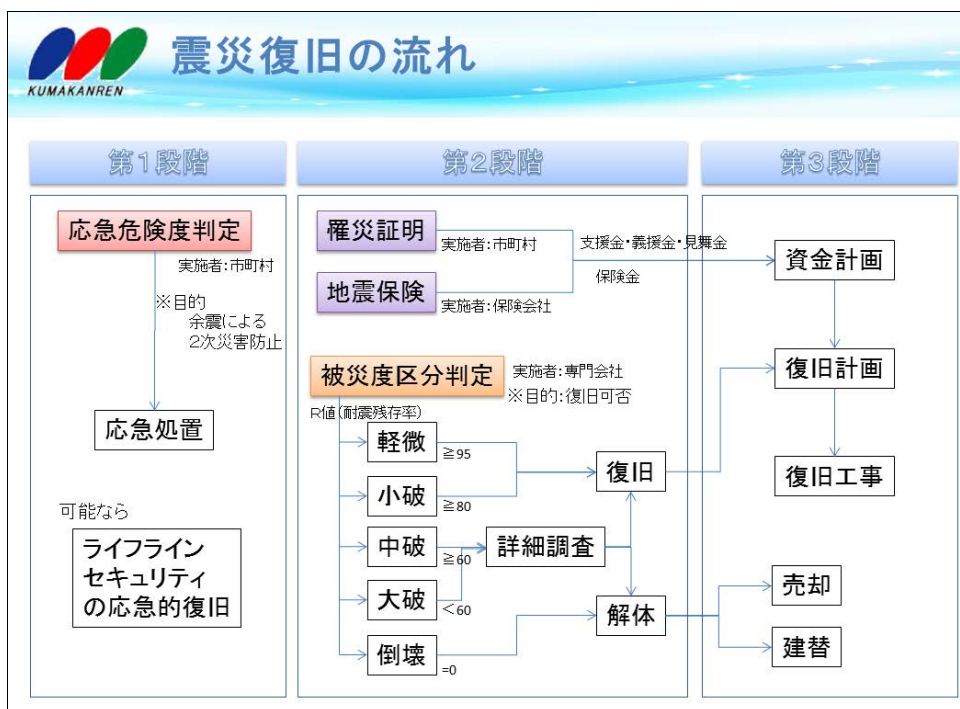 震災復旧の流れ
KUMAKANREN
第1段階
応急危険度判定
実施者:市町村
※目的
余震による
2次災害防止
応急処置
可能なら
ライフライン
セキュリティ
の応急的復旧
第2段階
罹災証明
実施者:市町村
地震保険
実施者:保険会社
支援金・義援金・見舞金
保険金
被災度区分判定
実施者:専門会社
※目的:復旧可否
R値(耐震残存率)
軽微
≧95
小破
≧80
中破
≧60
大破
<60
倒壊
=0
詳細調査
復旧
解体
第3段階
資金計画
復旧計画
復旧工事
売却
建替